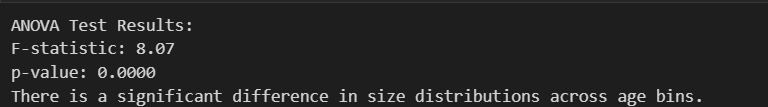 ANOVA Test Results:
F-statistic: 8.07
p-value: 0.0000
There is a significant difference in size distributions across age bins.